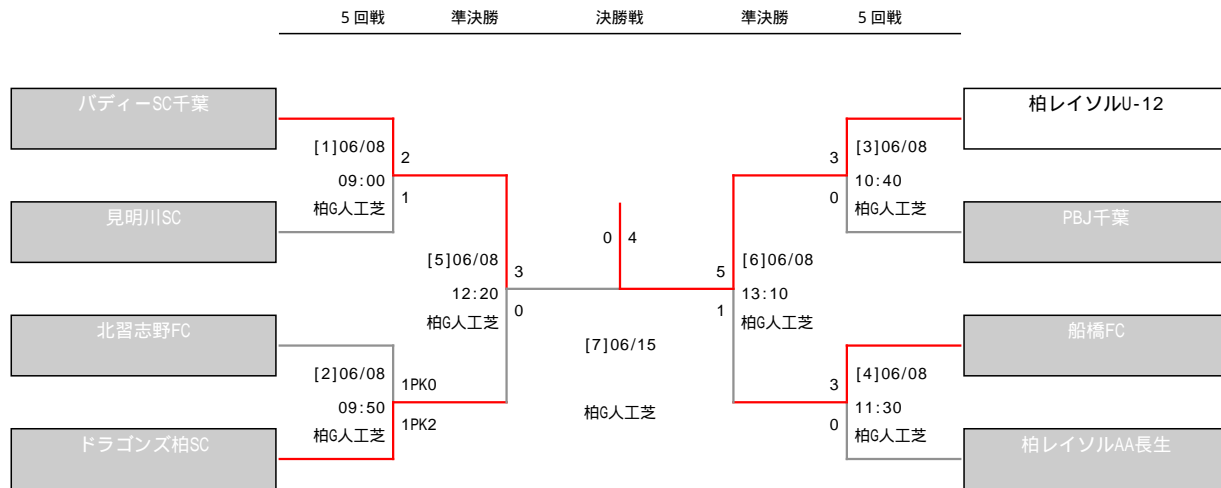 5回戦 準決勝 決勝戦 準決勝 5回戦
バディーSC千葉
柏レイソルU-12
[1]06/08
2
3
[3]06/08
09:00
10:40
柏G人工芝
1
0
柏G人工芝
見明川SC
PBJ千葉
0 4
[5]06/08
3
5
[6]06/08
12:20
13:10
柏G人工芝
0
1
柏G人工芝
北習志野FC
船橋FC
[7]06/15
[2]06/08
1PK0
3
[4]06/08
09:50
11:30
柏G人工芝
柏G人工芝
1PK2
0
柏G人工芝
ドラゴンズ柏SC
柏レイソルAA長生